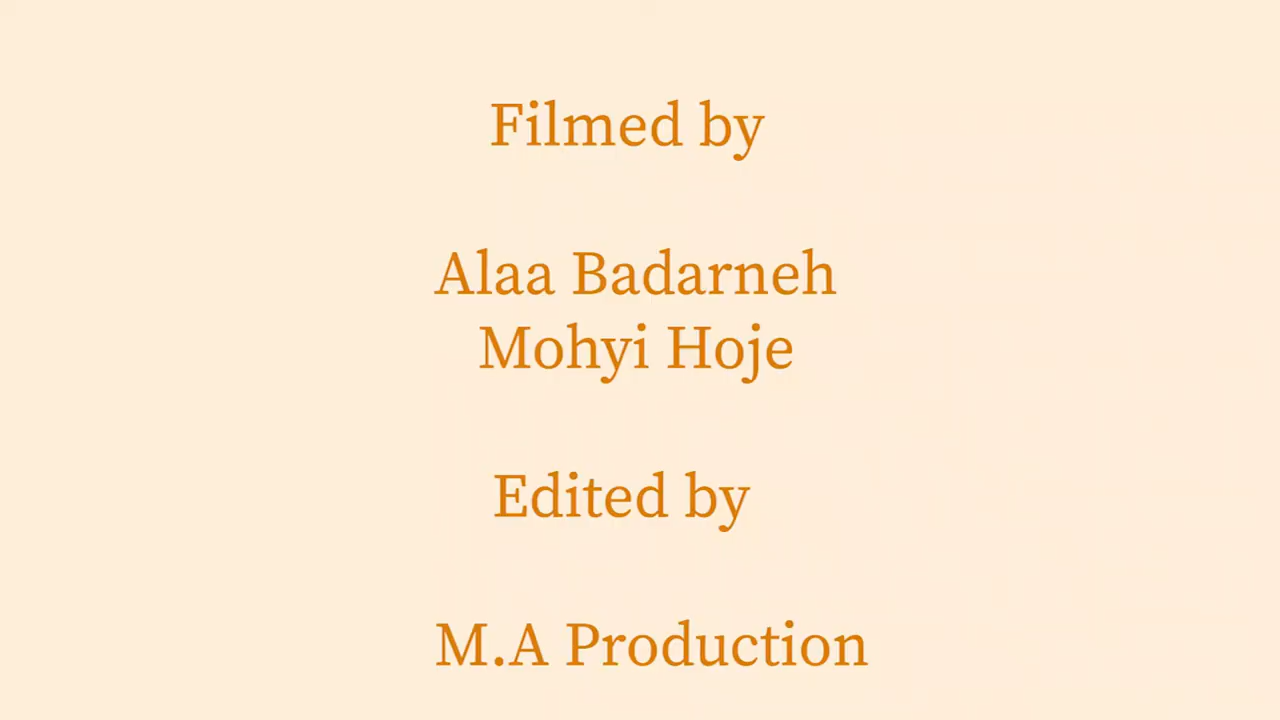 Filmed by
Alaa Badarneh
Mohyi Hoje
Edited by
M.A Production